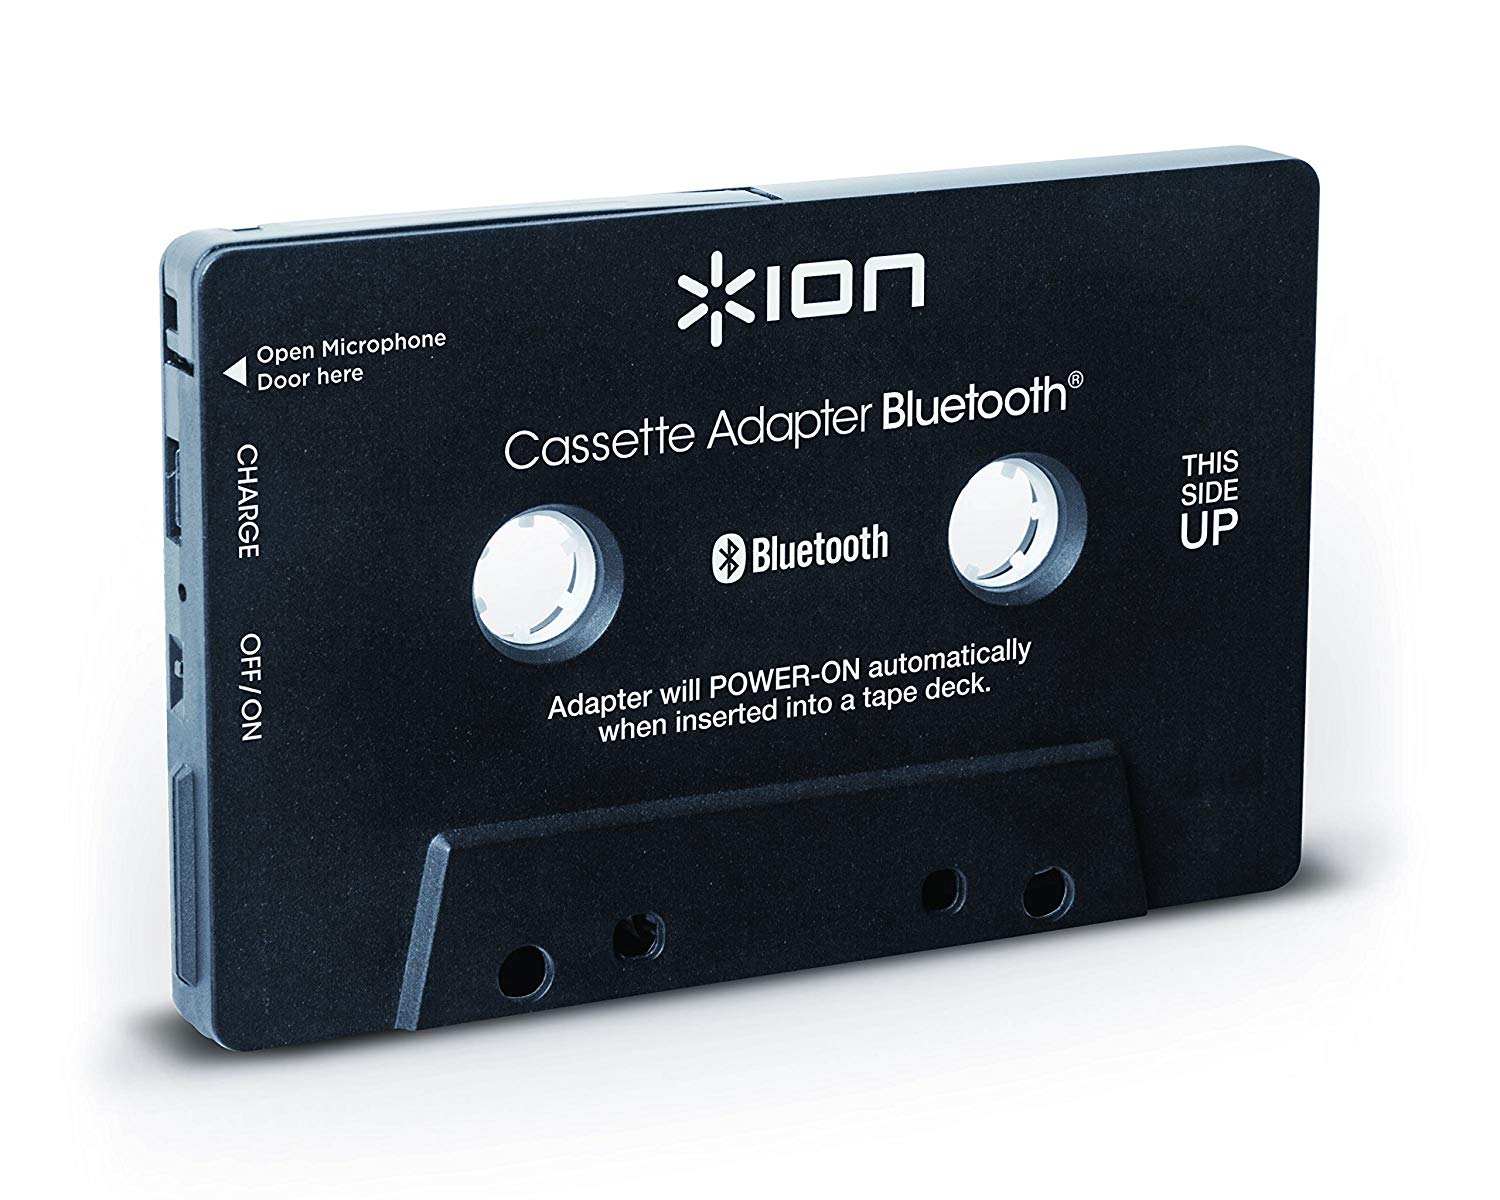 ION
Open Microphone
Door here
Cassette Adapter Bluetooth®
CHARGE
THIS
SIDE
UP
Bluetooth
OFF/ON
Adapter will POWER-ON automatically
when inserted into a tape deck.